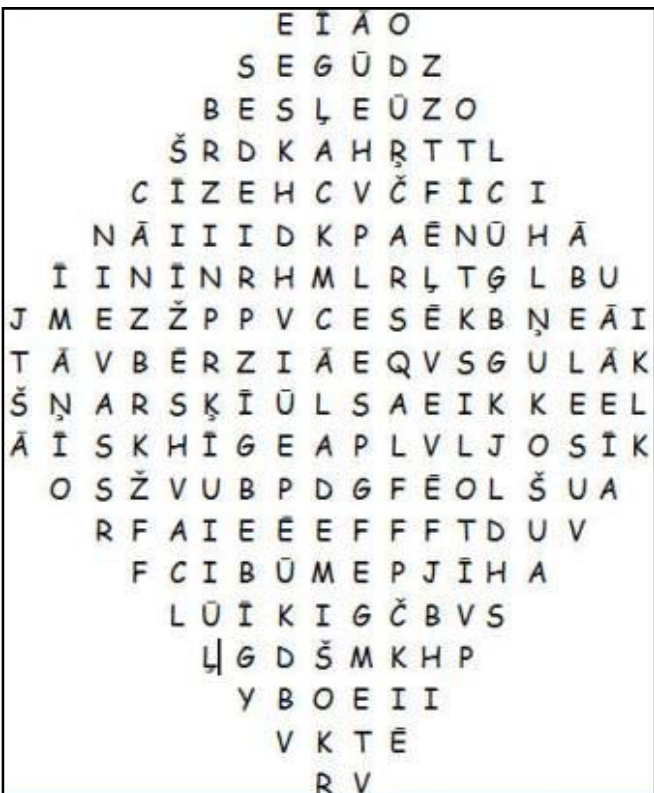 E Ī Ā O
S E G Ū D Z
B E S Ļ E Ū Z O
Š R D K A H Ŗ T T L
C Ī Z E H C V Č F Ī C I
N Ā I I I D K P A Ē N Ū H Ā
Ī I N Ī N R H M L R Ļ T Ģ L B U
J M E Z Ž P P V C E S Ē K B Ņ E Ā I
T Ā V B Ē R Z I Ā E Q V S G U L Ā K
Š Ņ A R S Ķ Ī Ū L S A E I K K E E L
Ā Ī S K H Ī G E A P L V L J O S Ī K
O S Ž V U B P D G F Ē O L Š U A
R F A I E Ē E F F F T D U V
F C I B Ū M E P J Ī H A
L Ū Ī K I G Č B V S
Ļ G D Š M K H P
Y B O E I I
V K T Ē
R V